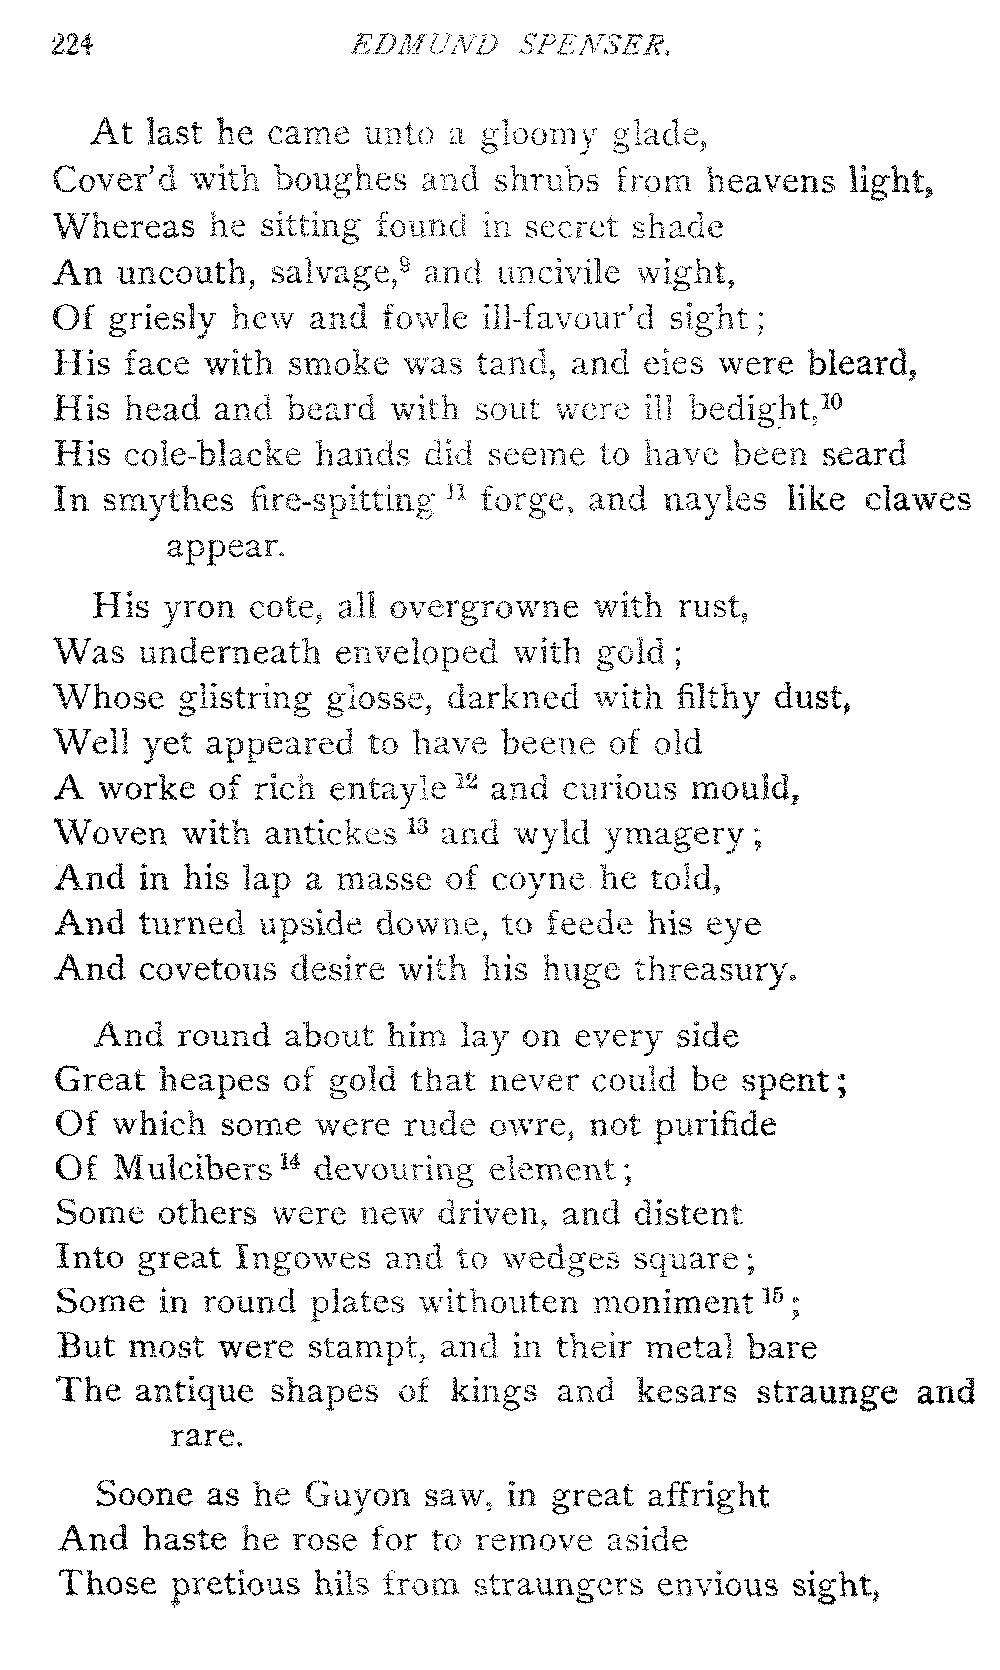 224 EDMUND SPENSER.
At last he came unto a gloomy glade,
Cover'd with boughes and shrubs from heavens light,
Whereas he sitting found in secret shade
An uncouth, salvage,⁹ and uncivile wight,
Of griesly hew and fowle ill-favour'd sight;
His face with smoke was tand, and eies were bleard,
His head and beard with sout were ill bedight,¹⁰
His cole-blacke hands did seeme to have been seard
In smythes fire-spitting ¹¹ forge, and nayles like clawes
appear.
His yron cote, all overgrowne with rust,
Was underneath enveloped with gold;
Whose glistring glosse, darkned with filthy dust,
Well yet appeared to have beene of old
A worke of rich entayle ¹² and curious mould,
Woven with antickes ¹³ and wyld ymagery;
And in his lap a masse of coyne he told,
And turned upside downe, to feede his eye
And covetous desire with his huge threasury.
And round about him lay on every side
Great heapes of gold that never could be spent;
Of which some were rude owre, not purifide
Of Mulcibers ¹⁴ devouring element;
Some others were new driven, and distent
Into great Ingowes and to wedges square;
Some in round plates withouten moniment ¹⁵;
But most were stampt, and in their metal bare
The antique shapes of kings and kesars straunge and
rare.
Soone as he Guyon saw, in great affright
And haste he rose for to remove aside
Those pretious hils from straungers envious sight,